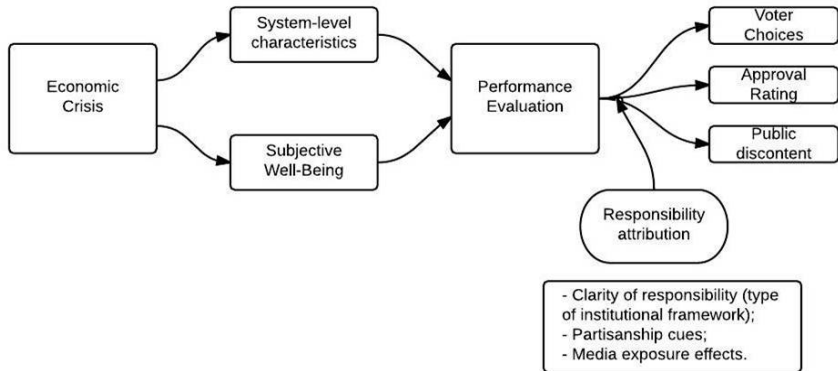 Economic
Crisis
System-level
characteristics
Subjective
Well-Being
Performance
Evaluation
Voter
Choices
Approval
Rating
Public
discontent
Responsibility
attribution
- Clarity of responsibility (type
of institutional framework);
- Partisanship cues;
- Media exposure effects.